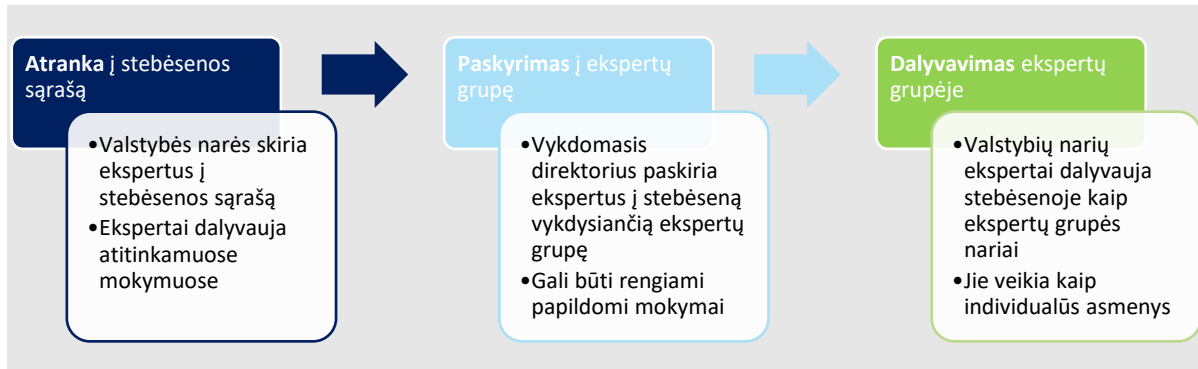 Atranka į stebėsenos
sąrašą
•Valstybės narės skiria
ekspertus į
stebėsenos sąrašą
•Ekspertai dalyvauja
atitinkamuose
mokymuose
Paskyrimas į ekspertų
grupę
•Vykdomasis
direktorius paskiria
ekspertus į stebėseną
vykdysiančią ekspertų
grupę
•Gali būti rengiami
papildomi mokymai
Dalyvavimas ekspertų
grupėje
•Valstybių narių
ekspertai dalyvauja
stebėsenoje kaip
ekspertų grupės
nariai
•Jie veikia kaip
individualūs asmenys